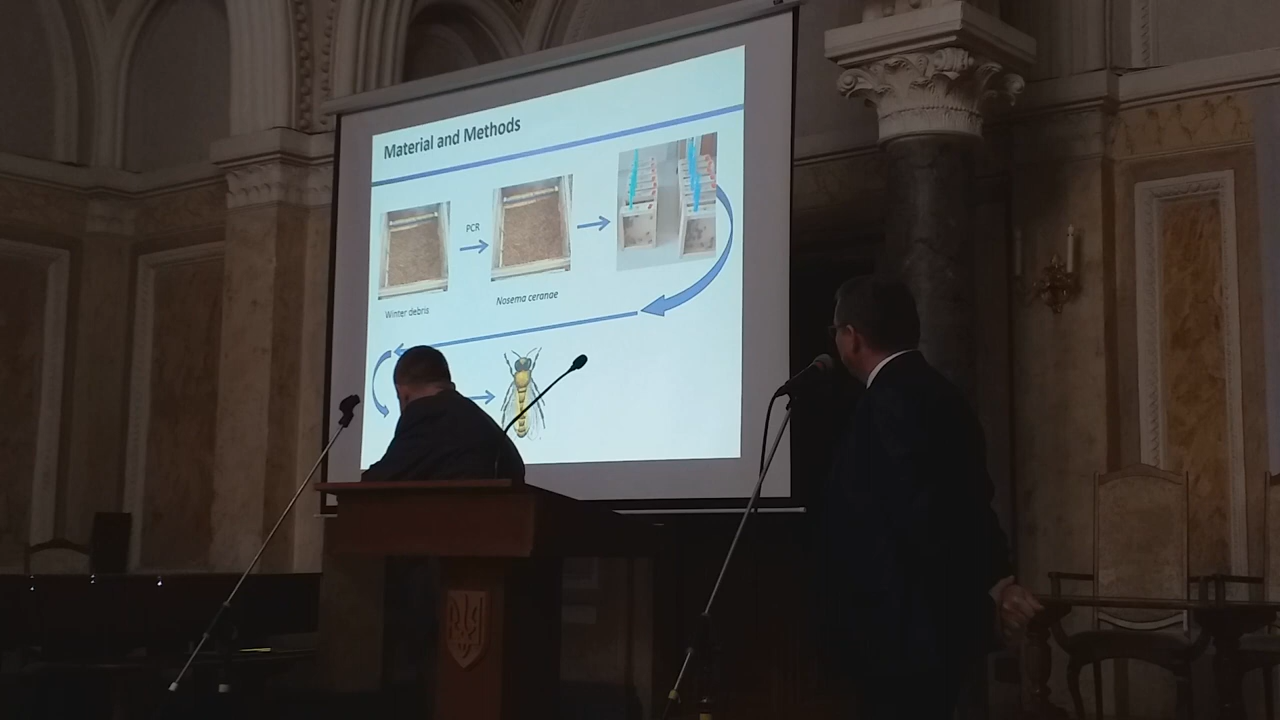 Material and Methods
PCR
Winter debris
Nosema ceranae